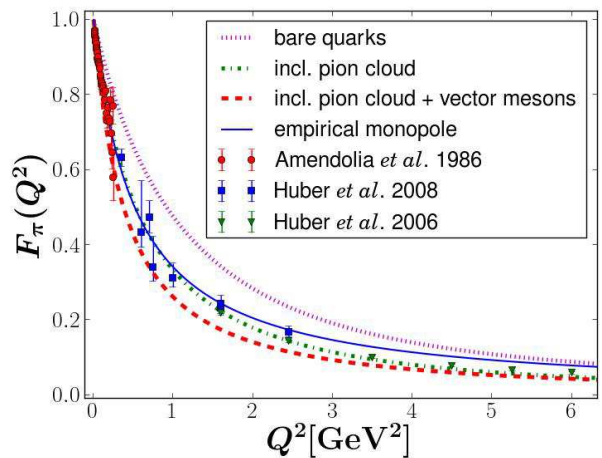 1.0
0.8
0.6
0.4
0.2
0.0
F_π(Q²)
bare quarks
incl. pion cloud
incl. pion cloud + vector mesons
empirical monopole
Amendolia et al. 1986
Huber et al. 2008
Huber et al. 2006
0 1 2 3 4 5 6
Q²[GeV²]